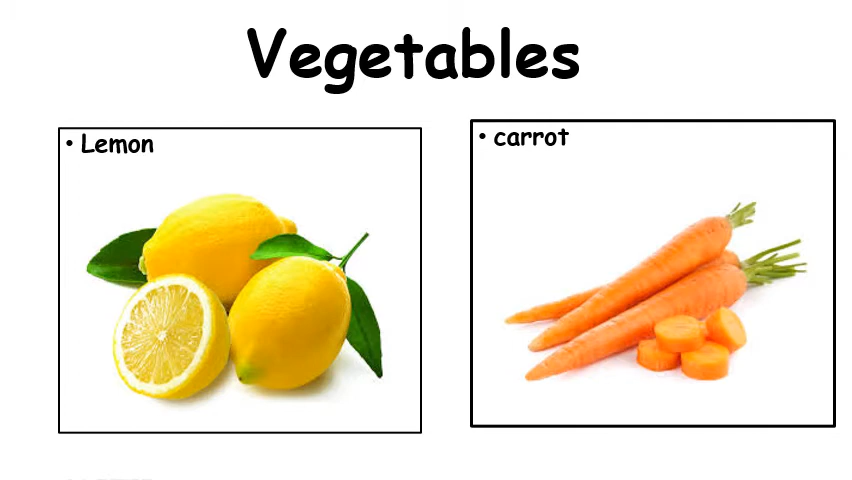 Vegetables
• Lemon
• carrot